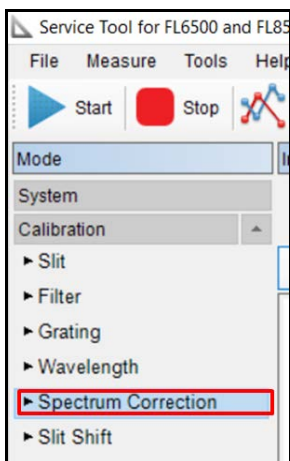 Service Tool for FL6500 and FL85
File Measure Tools Help
Start Stop
Mode
System
Calibration
Slit
Filter
Grating
Wavelength
Spectrum Correction
Slit Shift